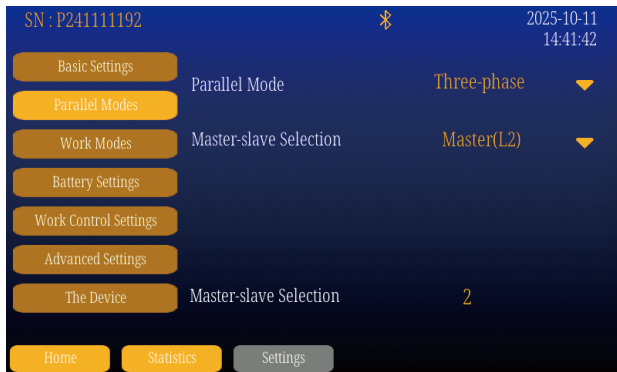 SN : P241111192
2025-10-11
14:41:42
Basic Settings
Parallel Modes
Work Modes
Battery Settings
Work Control Settings
Advanced Settings
The Device
Parallel Mode Three-phase
Master-slave Selection Master(L2)
Master-slave Selection 2
Home Statistics Settings